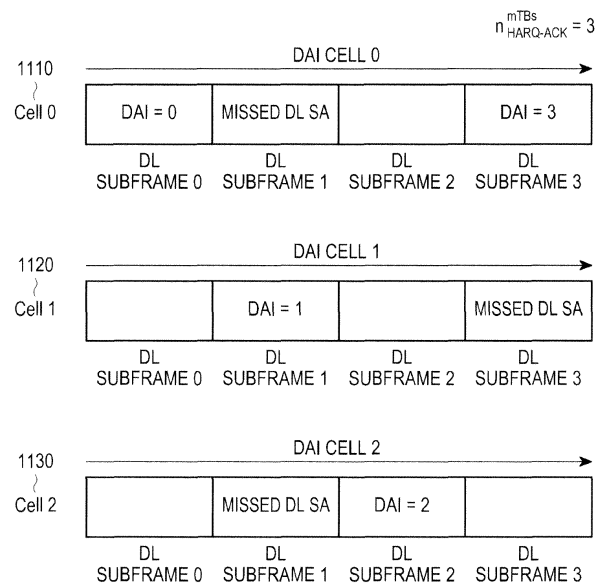 n mTBs HARQ-ACK = 3
DAI CELL 0
1110
Cell 0
DAI = 0 MISSED DL SA DAI = 3
DL DL DL DL
SUBFRAME 0 SUBFRAME 1 SUBFRAME 2 SUBFRAME 3
DAI CELL 1
1120
Cell 1
DAI = 1 MISSED DL SA
DL DL DL DL
SUBFRAME 0 SUBFRAME 1 SUBFRAME 2 SUBFRAME 3
DAI CELL 2
1130
Cell 2
MISSED DL SA DAI = 2
DL DL DL DL
SUBFRAME 0 SUBFRAME 1 SUBFRAME 2 SUBFRAME 3